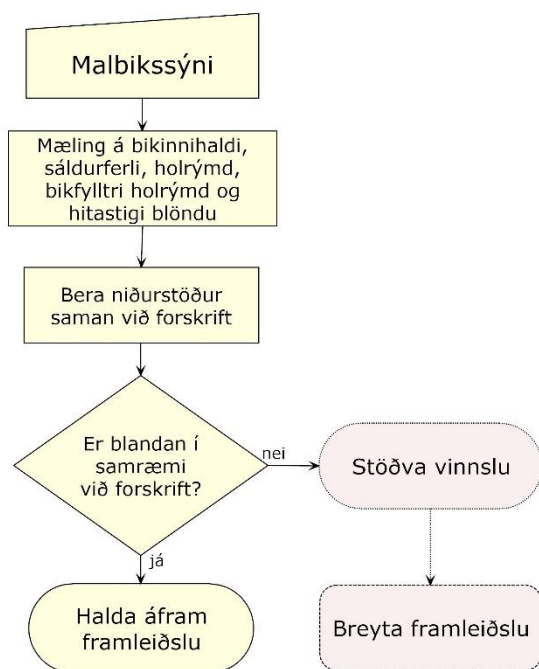 Malbikssýni
Mæling á bikinnihaldi,
sáldurferli, holrýmd,
bikfylltri holrýmd og
hitastigi blöndu
Bera niðurstöður
saman við forskrift
Er blandan í
samræmi
við forskrift?
nei
Stöðva vinnslu
já
Halda áfram
framleiðslu
Breyta framleiðslu